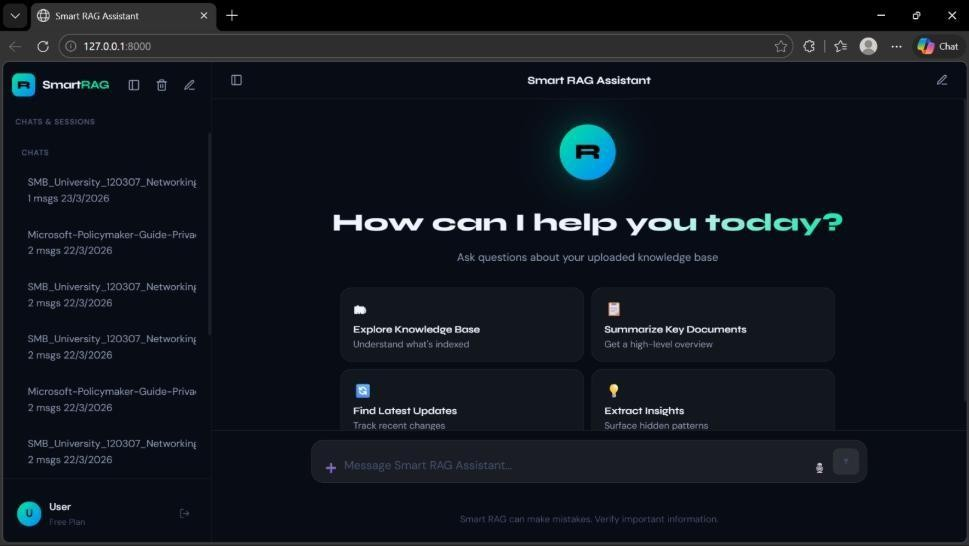 Smart RAG Assistant
127.0.0.1:8000
Chat
R SmartRAG
Smart RAG Assistant
CHATS & SESSIONS
CHATS
SMB_University_120307_Networking
1 msgs 23/3/2026
Microsoft-Policymaker-Guide-Priva
2 msgs 22/3/2026
SMB_University_120307_Networking
2 msgs 22/3/2026
SMB_University_120307_Networking
2 msgs 22/3/2026
Microsoft-Policymaker-Guide-Priva
2 msgs 22/3/2026
SMB_University_120307_Networking
2 msgs 22/3/2026
U User
Free Plan
R
How can I help you today?
Ask questions about your uploaded knowledge base
Explore Knowledge Base
Understand what's indexed
Summarize Key Documents
Get a high-level overview
Find Latest Updates
Track recent changes
Extract Insights
Surface hidden patterns
Message Smart RAG Assistant...
Smart RAG can make mistakes. Verify important information.